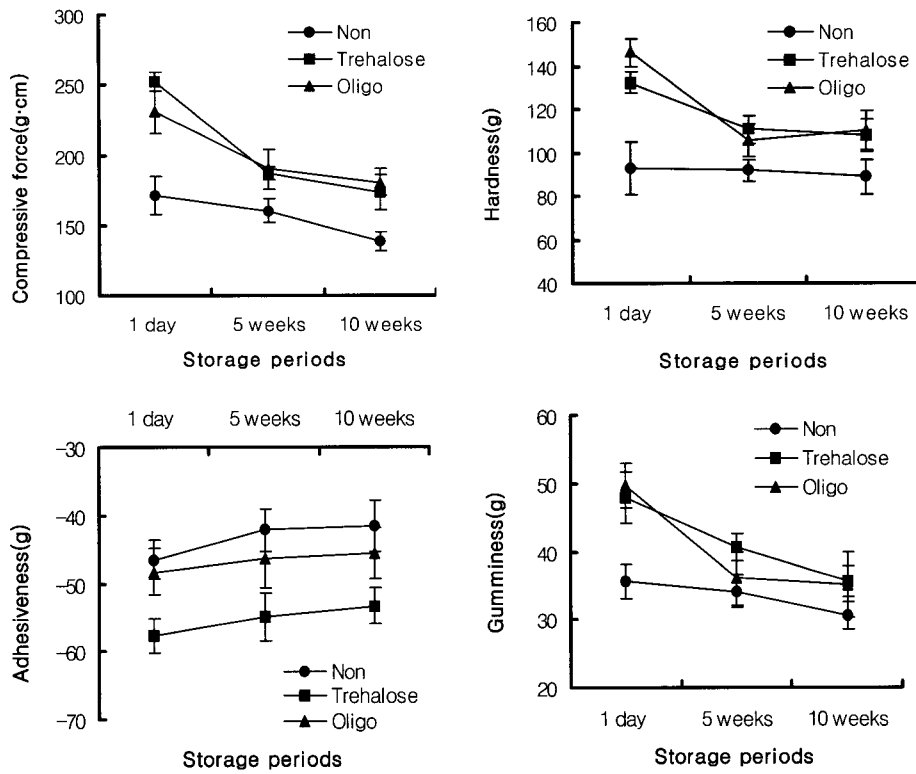 300
250
200
150
100
Compressive force(g·cm)
Non
Trehalose
Oligo
1 day
5 weeks
10 weeks
Storage periods
160
140
120
100
80
60
40
Hardness(g)
Non
Trehalose
Oligo
1 day
5 weeks
10 weeks
Storage periods
1 day
5 weeks
10 weeks
-30
-40
-50
-60
-70
Adhesiveness(g)
Non
Trehalose
Oligo
Storage periods
60
50
40
30
20
Gumminess(g)
Non
Trehalose
Oligo
1 day
5 weeks
10 weeks
Storage periods